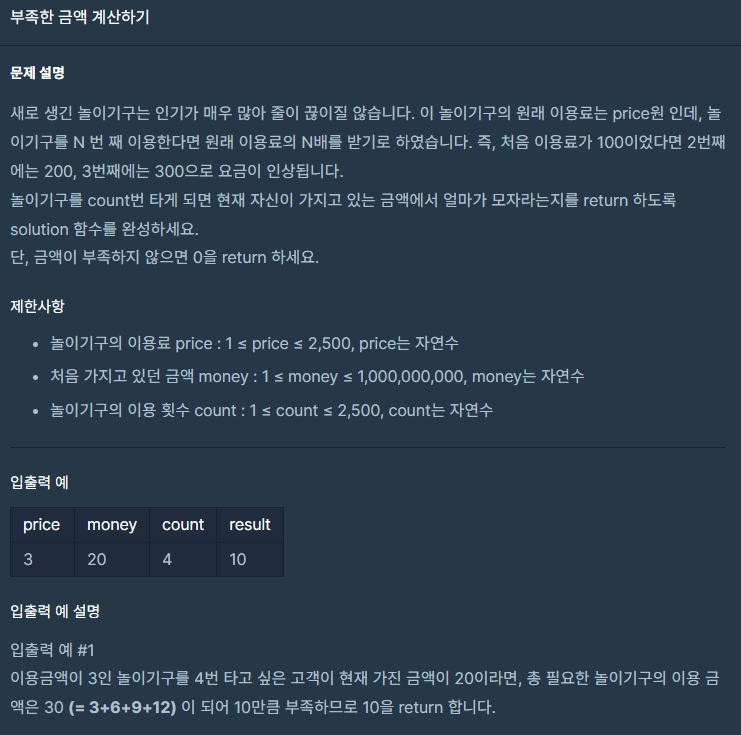 부족한 금액 계산하기
문제 설명
새로 생긴 놀이기구는 인기가 매우 많아 줄이 끊이질 않습니다. 이 놀이기구의 원래 이용료는 price원 인데, 놀
이기구를 N 번 째 이용한다면 원래 이용료의 N배를 받기로 하였습니다. 즉, 처음 이용료가 100이었다면 2번째
에는 200, 3번째에는 300으로 요금이 인상됩니다.
놀이기구를 count번 타게 되면 현재 자신이 가지고 있는 금액에서 얼마가 모자라는지를 return 하도록
solution 함수를 완성하세요.
단, 금액이 부족하지 않으면 0을 return 하세요.
제한사항
• 놀이기구의 이용료 price : 1 ≤ price ≤ 2,500, price는 자연수
• 처음 가지고 있던 금액 money : 1 ≤ money ≤ 1,000,000,000, money는 자연수
• 놀이기구의 이용 횟수 count : 1 ≤ count ≤ 2,500, count는 자연수
입출력 예
price money count result
3 20 4 10
입출력 예 설명
입출력 예 #1
이용금액이 3인 놀이기구를 4번 타고 싶은 고객이 현재 가진 금액이 20이라면, 총 필요한 놀이기구의 이용 금
액은 30 (= 3+6+9+12) 이 되어 10만큼 부족하므로 10을 return 합니다.